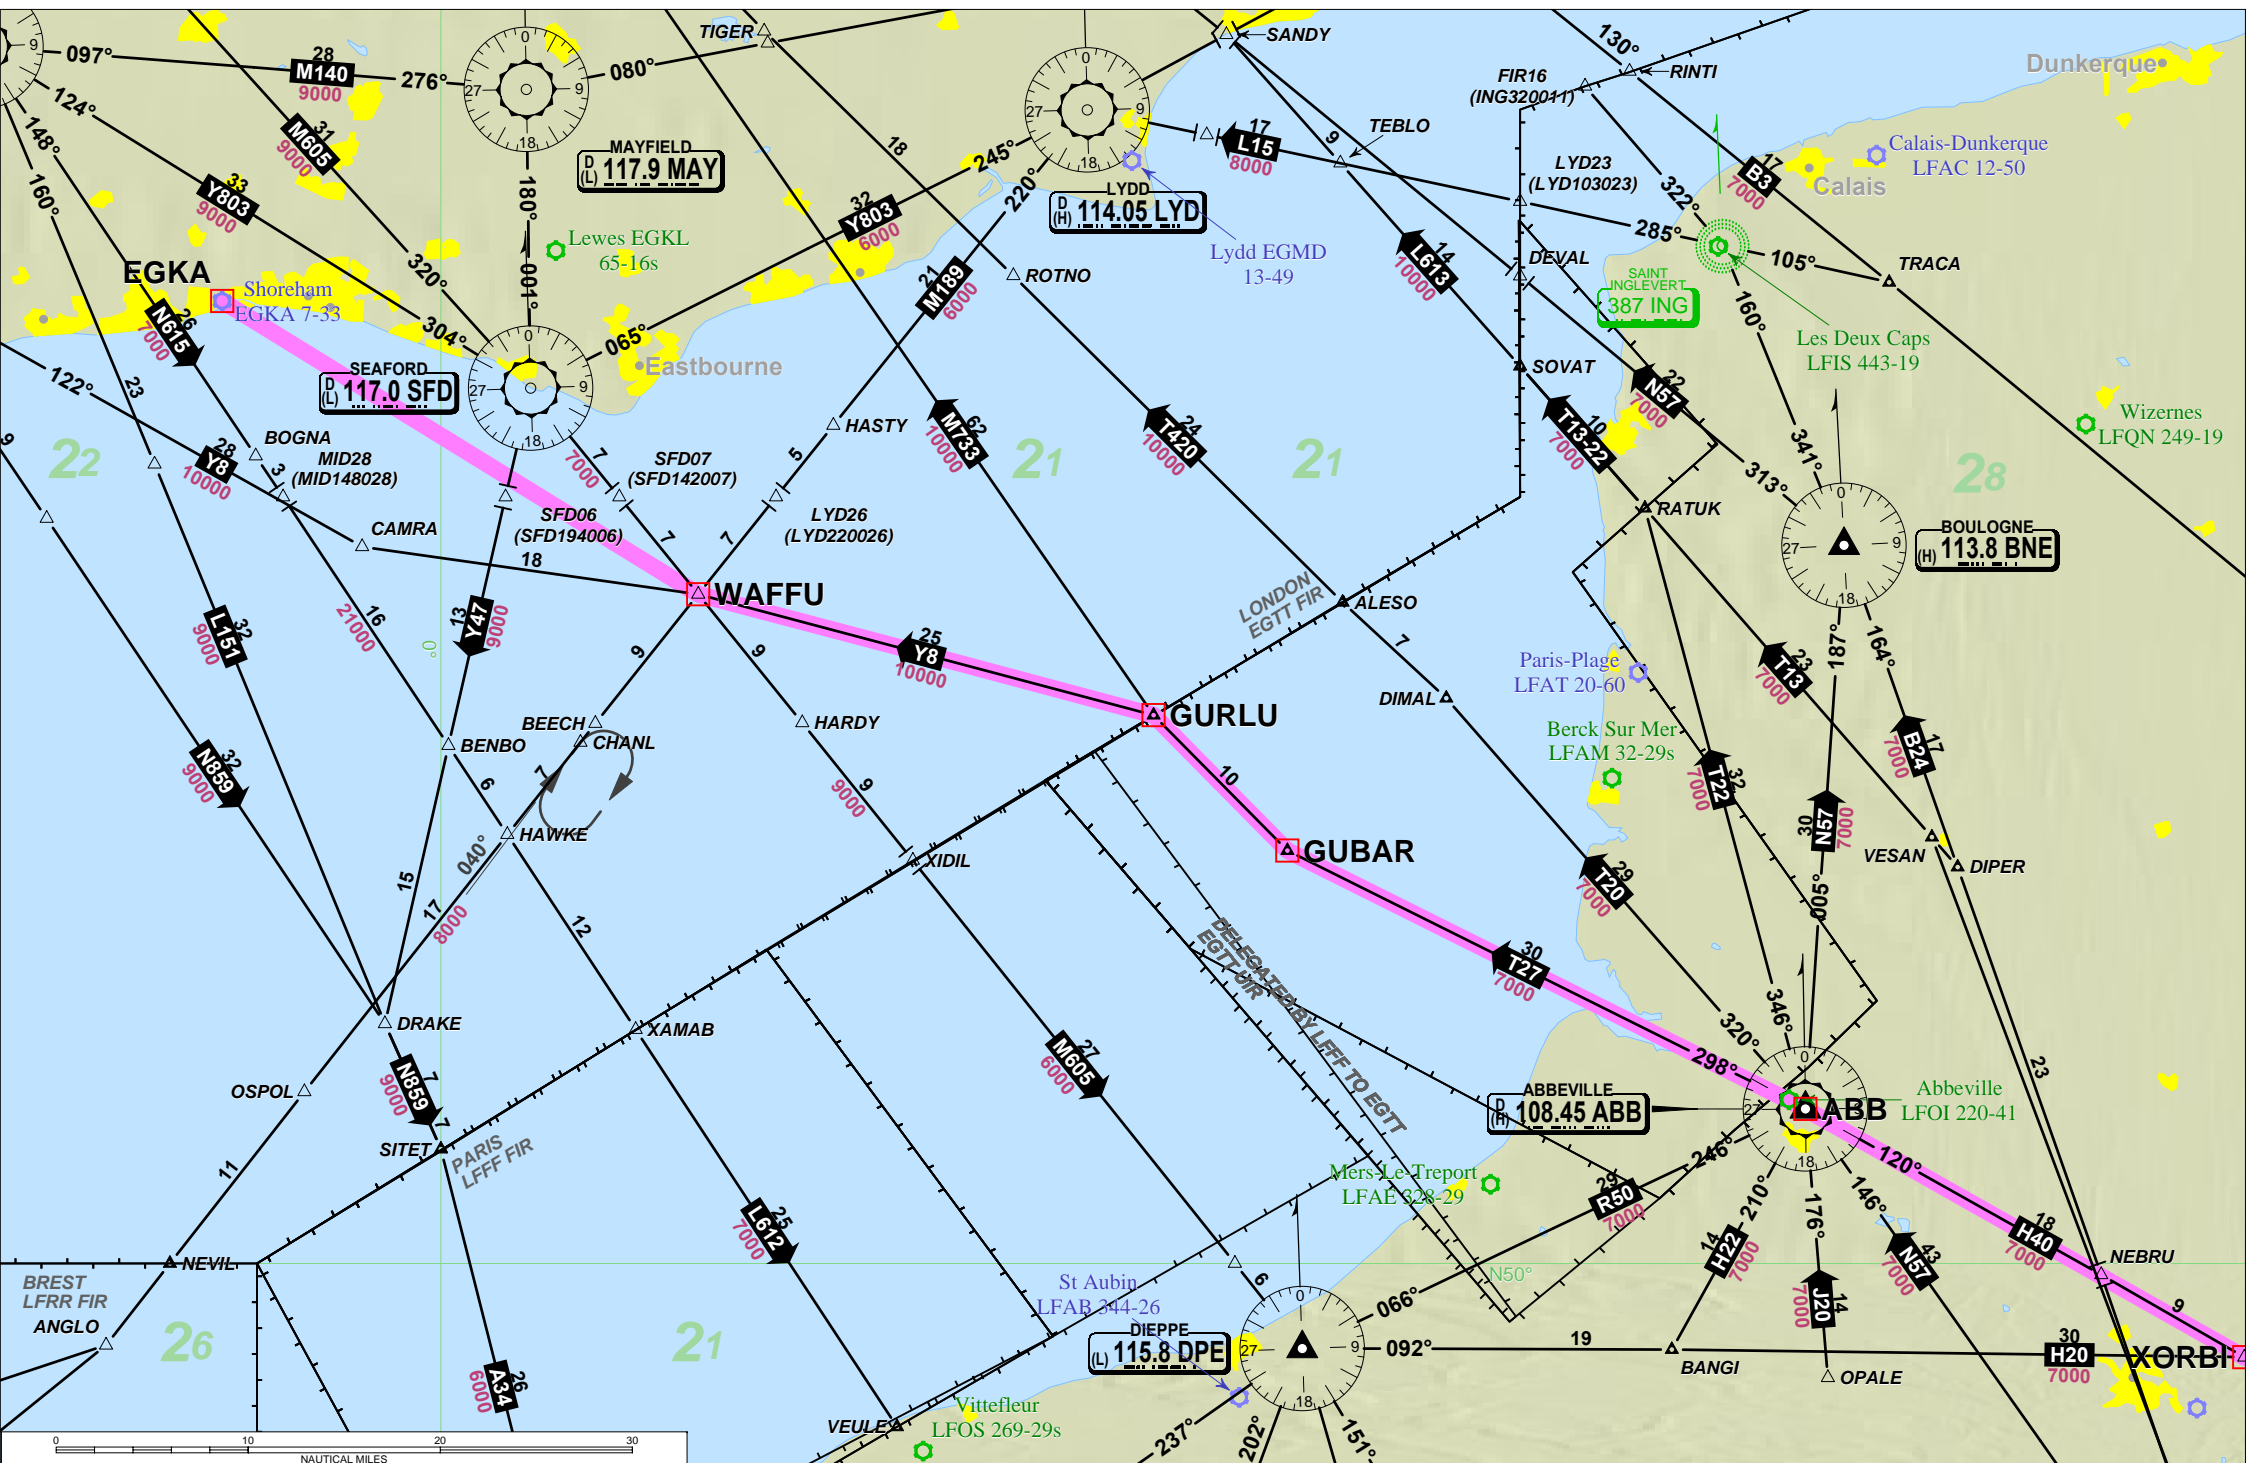 097°
28
M140
9000
276°
080°
TIGER
SANDY
130°
RINTI
FIR16
(ING320011)
Dunkerque
124°
148°
160°
31
M605
9000
33
Y803
9000
MAYFIELD
D
(L) 117.9 MAY
18
245°
220°
LYDD
D
(H) 114.05 LYD
17
L15
8000
9
TEBLO
LYD23
(LYD103023)
322°
17
B3
7000
Calais-Dunkerque
LFAC 12-50
Calais
180°
001°
Lewes EGKL
65-16s
32
Y803
6000
Lydd EGMD
13-49
285°
105°
TRACA
EGKA
Shoreham
EGKA 7-33
320°
304°
065°
21
M189
6000
ROTNO
14
L613
10000
DEVAL
SAINT
INGLEVERT
387 ING
160°
Les Deux Caps
LFIS 443-19
26
N615
7000
SEAFORD
D
(L) 117.0 SFD
Eastbourne
122°
23
SOVAT
22
N57
7000
341°
Wizernes
LFQN 249-19
9
22
28
Y8
10000
BOGNA
3
MID28
(MID148028)
7
7000
SFD07
(SFD142007)
HASTY
5
62
M733
10000
21
24
T420
10000
21
10
T13-22
7000
313°
28
CAMRA
18
SFD06
(SFD194006)
7
7
LYD26
(LYD220026)
RATUK
BOULOGNE
(H) 113.8 BNE
WAFFU
LONDON
EGTT FIR
ALESO
32
L151
9000
16
21000
13
Y47
9000
0°
9
9
25
Y8
10000
7
Paris-Plage
LFAT 20-60
187°
164°
23
T13
7000
DIMAL
GURLU
BEECH
CHANL
HARDY
BENBO
Berck Sur Mer
LFAM 32-29s
17
B24
7000
32
N859
9000
6
7
HAWKE
040°
9
9000
10
GUBAR
32
T22
7000
30
N57
7000
VESAN
DIPER
XIDIL
15
17
8000
12
29
T20
7000
005°
DELEGATED BY LFFF TO EGTT
EGTT UIR
30
T27
7000
346°
320°
298°
DRAKE
XAMAB
27
M605
6000
23
7
N859
9000
7
OSPOL
ABBEVILLE
D
(H) 108.45 ABB
ABB
Abbeville
LFOI 220-41
SITET
PARIS
LFFF FIR
11
Mers-Le-Treport
LFAE 328-29
246°
29
R50
7000
120°
146°
176°
210°
25
L612
7000
14
H22
7000
18
H40
7000
43
N57
7000
NEBRU
9
NEVIL
BREST
LFRR FIR
ANGLO
26
21
6
St Aubin
LFAB 344-26
N50°
066°
14
J20
7000
DIEPPE
(L) 115.8 DPE
092°
19
BANGI
OPALE
30
H20
7000
XORBI
26
A34
6000
VEULE
Vittefleur
LFOS 269-29s
237°
202°
151°
0 10 20 30
NAUTICAL MILES